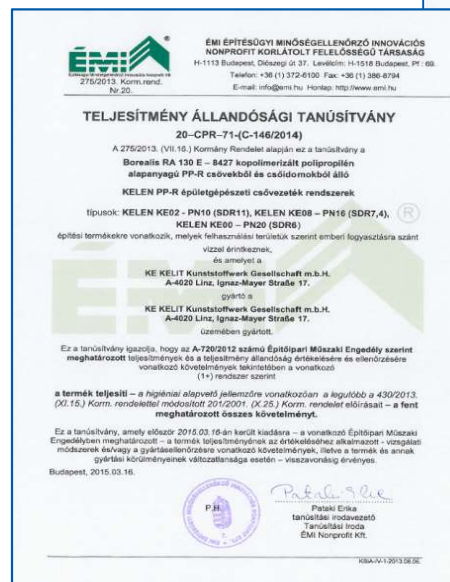 ÉMI ÉPÍTÉSÜGYI MINŐSÉGELLENŐRZŐ INNOVÁCIÓS
NONPROFIT KORLÁTOLT FELELŐSSÉGŰ TÁRSASÁG
H-1113 Budapest, Diószegi út 37. Levélcím: H-1518 Budapest, Pf : 69.
Telefon: +36 (1) 372-6100 Fax: +36 (1) 386-8794
E-mail: info@emi.hu Honlap: http://www.emi.hu
ÉMI
275/2013. Korm.rend.
Nr.20.
TELJESÍTMÉNY ÁLLANDÓSÁGI TANÚSÍTVÁNY
20–CPR–71-(C-146/2014)
A 275/2013. (VII.16.) Kormány Rendelet alapján ez a tanúsítvány a
Borealis RA 130 E – 8427 kopolimerizált polipropilén
alapanyagú PP-R csövekből és csőidomokból álló
KELEN PP-R épületgépészeti csővezeték rendszerek
típusok: KELEN KE02 - PN10 (SDR11), KELEN KE08 – PN16 (SDR7,4),
KELEN KE00 – PN20 (SDR6)
építési termékekre vonatkozik, melyek felhasználási területük szerint emberi fogyasztásra szánt
vízzel érintkeznek,
és amelyet a
KE KELIT Kunststoffwerk Gesellschaft m.b.H.
A-4020 Linz, Ignaz-Mayer Straße 17.
gyártó a
KE KELIT Kunststoffwerk Gesellschaft m.b.H.
A-4020 Linz, Ignaz-Mayer Straße 17.
üzemében gyártott.
Ez a tanúsítvány igazolja, hogy az A-720/2012 számú Építőipari Műszaki Engedély szerint
meghatározott teljesítmények és a teljesítmény állandóság értékelésére és ellenőrzésére
vonatkozó követelmények tekintetében a vonatkozó
(1+) rendszer szerint
a termék teljesíti – a higiéniai alapvető jellemzőre vonatkozóan a legutóbb a 430/2013.
(XI.15.) Korm. rendelettel módosított 201/2001. (X.25.) Korm. rendelet előírásait – a fent
meghatározott összes követelményt.
Ez a tanúsítvány, amely először 2015.03.16-án került kiadásra – a vonatkozó Építőipari Műszaki
Engedélyben meghatározott – a termék teljesítményének az értékeléséhez alkalmazott - vizsgálati
módszerek és/vagy a gyártásellenőrzésre vonatkozó követelmények, illetve a termék és annak
gyártási körülményeinek változatlansága esetén – visszavonásig érvényes.
Budapest, 2015.03.16.
P.H.
Pataki Erika
tanúsítási irodavezető
Tanúsítási Iroda
ÉMI Nonprofit Kft.